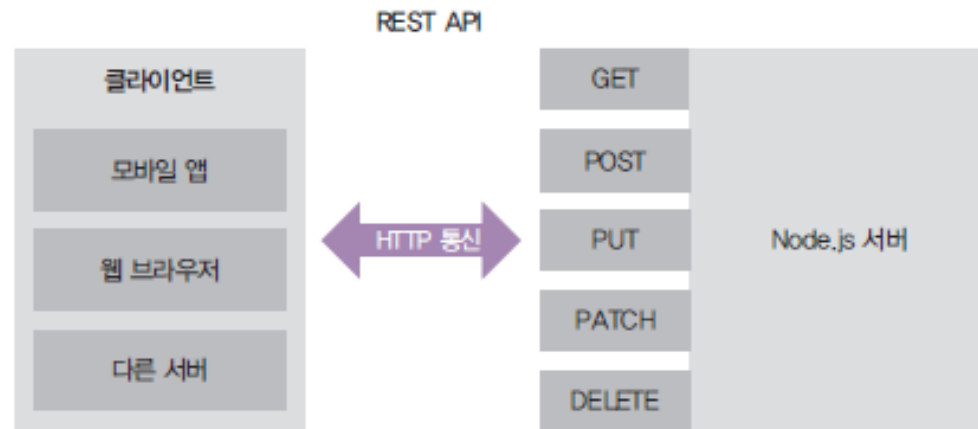 REST API
클라이언트
모바일 앱
웹 브라우저
다른 서버
HTTP 통신
GET
POST
PUT
PATCH
DELETE
Node.js 서버